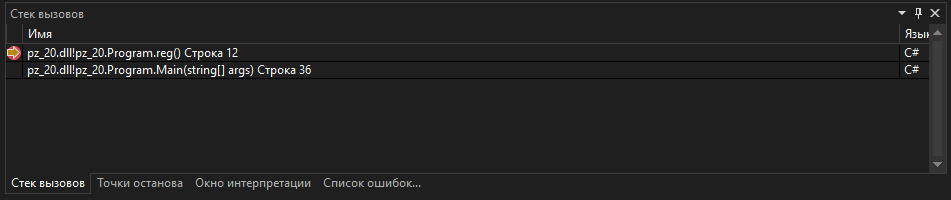 Стек вызовов
Имя Язык
pz_20.dll!pz_20.Program.reg() Строка 12 C#
pz_20.dll!pz_20.Program.Main(string[] args) Строка 36 C#
Стек вызовов Точки останова Окно интерпретации Список ошибок...